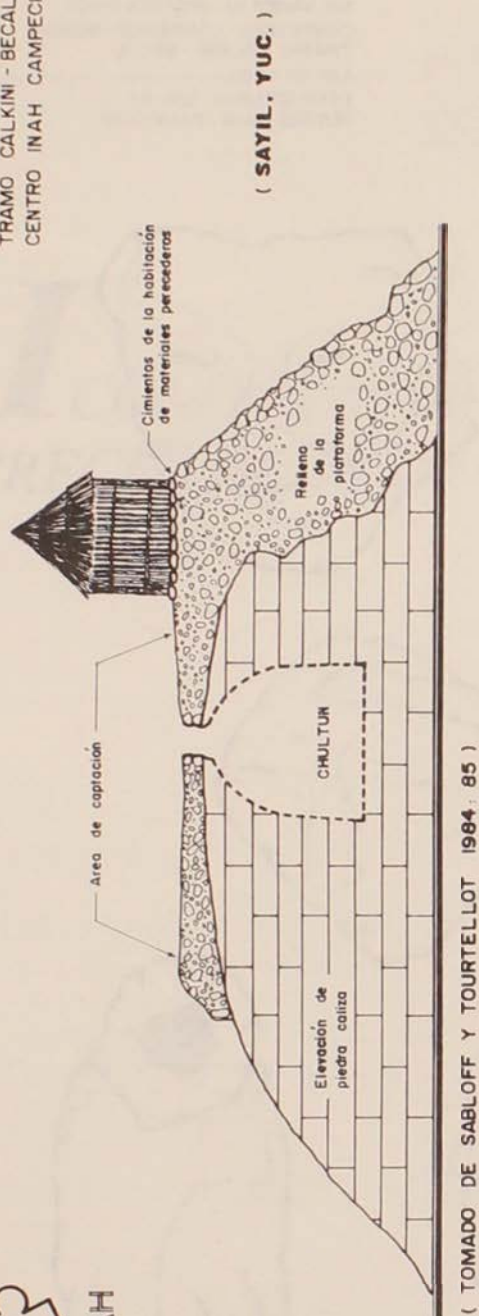 TRAMO CALKINI - BECAL
CENTRO INAH
( SAYIL, YUC. )
Cimientos de la habitación
de materiales perecederos
Area de captación
Relleno
de la
plataforma
CHULTUN
Elevación de
piedra caliza
( TOMADO DE SABLOFF Y TOURTELLOT 1984: 85 )